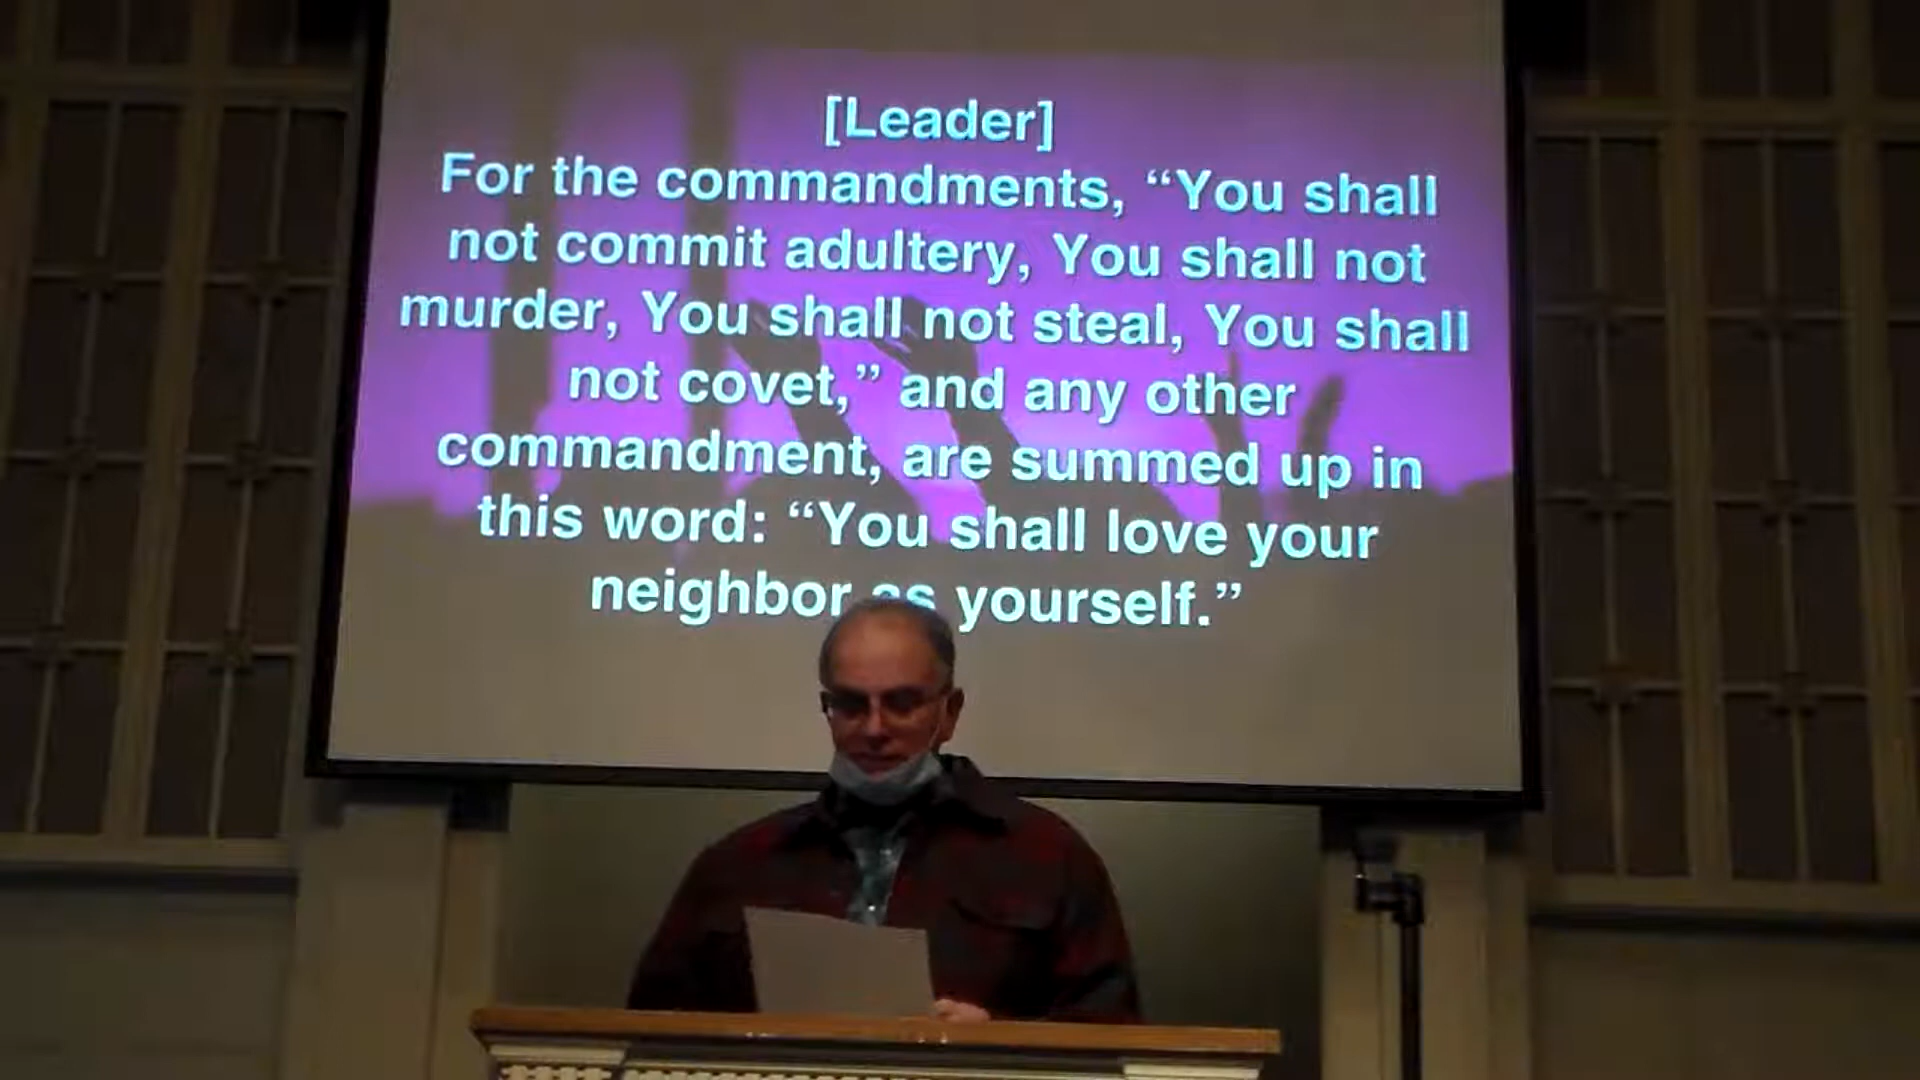 [Leader]
For the commandments, “You shall
not commit adultery, You shall not
murder, You shall not steal, You shall
not covet,” and any other
commandment, are summed up in
this word: “You shall love your
neighbor as yourself.”